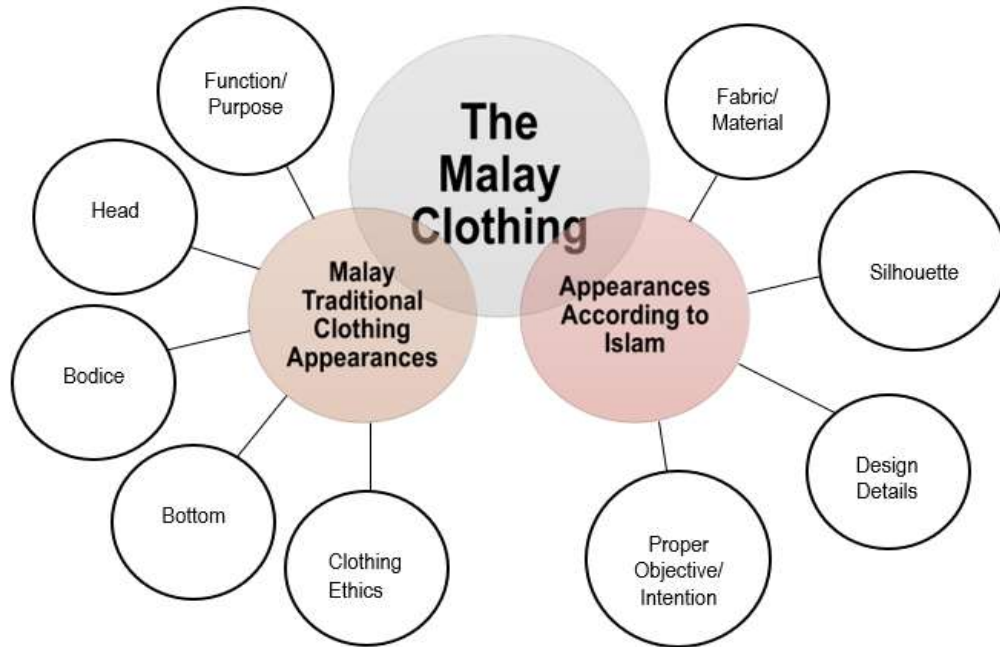 The
Malay
Clothing
Malay
Traditional
Clothing
Appearances
Function/
Purpose
Head
Bodice
Bottom
Clothing
Ethics
Appearances
According to
Islam
Fabric/
Material
Silhouette
Design
Details
Proper
Objective/
Intention